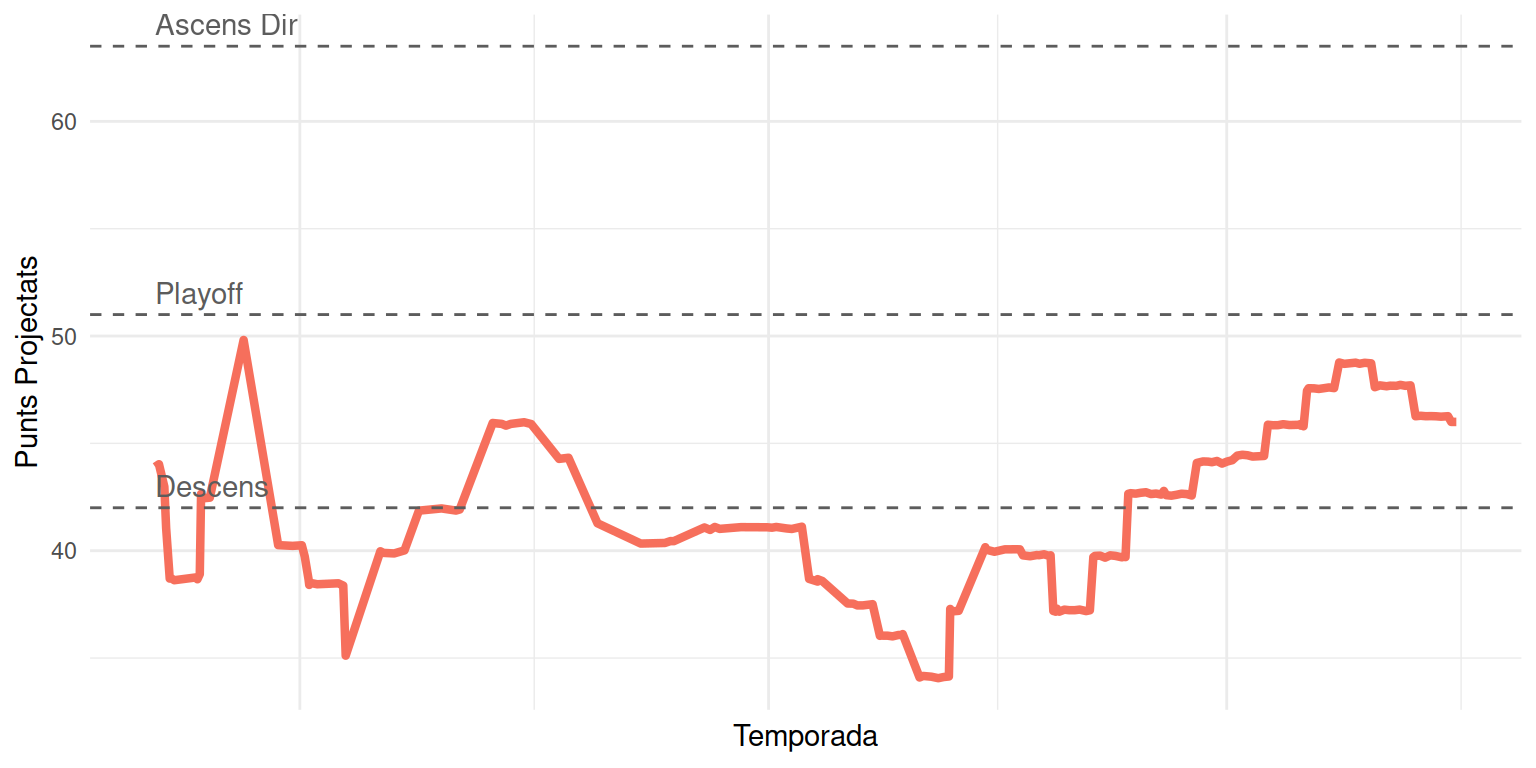 Ascens Dir
60
Playoff
50
Descens
40
Punts Projectats
Temporada